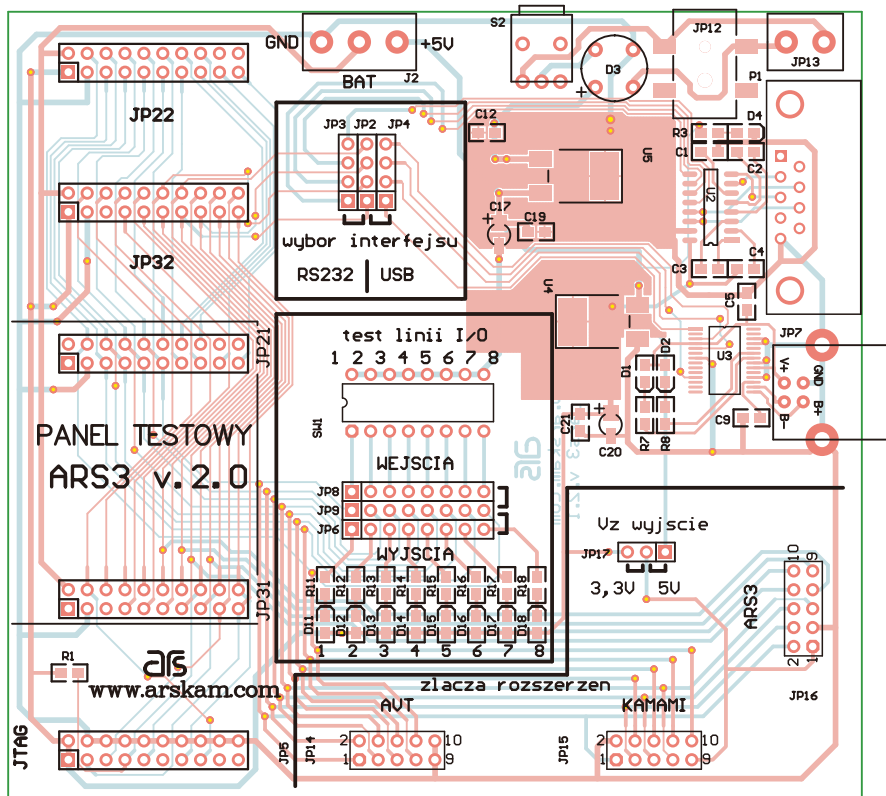 GND
+5V
BAT
J2
S2
D3
+
JP12
P1
JP13
JP22
JP32
JP3 JP2 JP4
C12
U5
R3
C1
D4
C2
U2
C17
+
C19
wybor interfejsu
RS232 | USB
C3
C4
C5
U4
test linii I/O
1 2 3 4 5 6 7 8
SW1
WEJSCIA
JP8
JP9
JP6
WYJSCIA
JP21
PANEL TESTOWY
ARS3 v.2.0
JP31
D1
D2
U3
JP7
V+
GND
B-
B+
R7
R8
C9
C21
+
C20
ars
Vz wyjscie
JP17
3,3V 5V
R11 R12 R13 R14 R15 R16 R17 R18
D11 D12 D13 D14 D15 D16 D17 D18
1 2 3 4 5 6 7 8
ARS3
10
9
2
1
JP16
R1
ars
www.arskam.com
JTAG
zlacza rozszerzen
AVT
KAMAMI
JP5
JP14
2
10
1
9
JP15
2
10
1
9